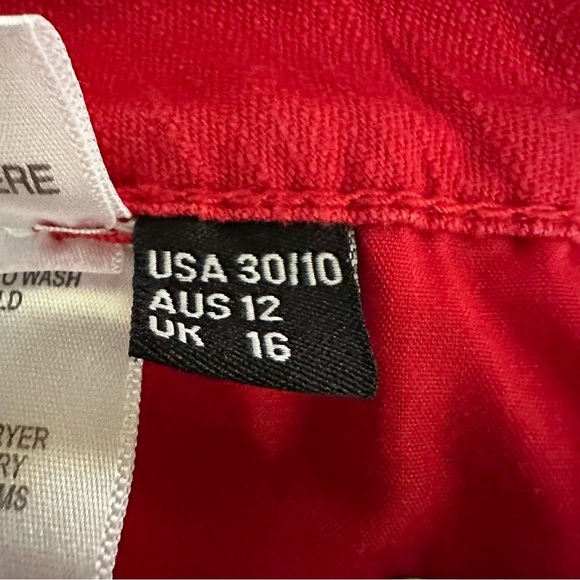 ERE
WASH
LD
USA 30/10
AUS 12
UK 16
RYER
RY
MS